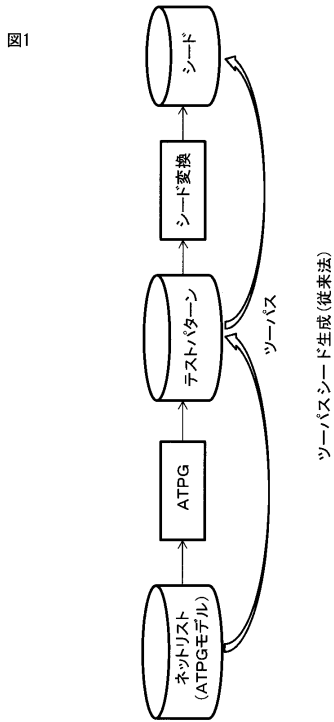 図1
ネットリスト
(ATPGモデル)
ATPG
テストパターン
シード変換
シード
ツーパス
ツーパスシード生成(従来法)